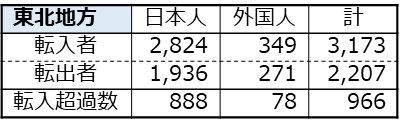 東北地方 日本人 外国人 計
転入者 2,824 349 3,173
転出者 1,936 271 2,207
転入超過数 888 78 966